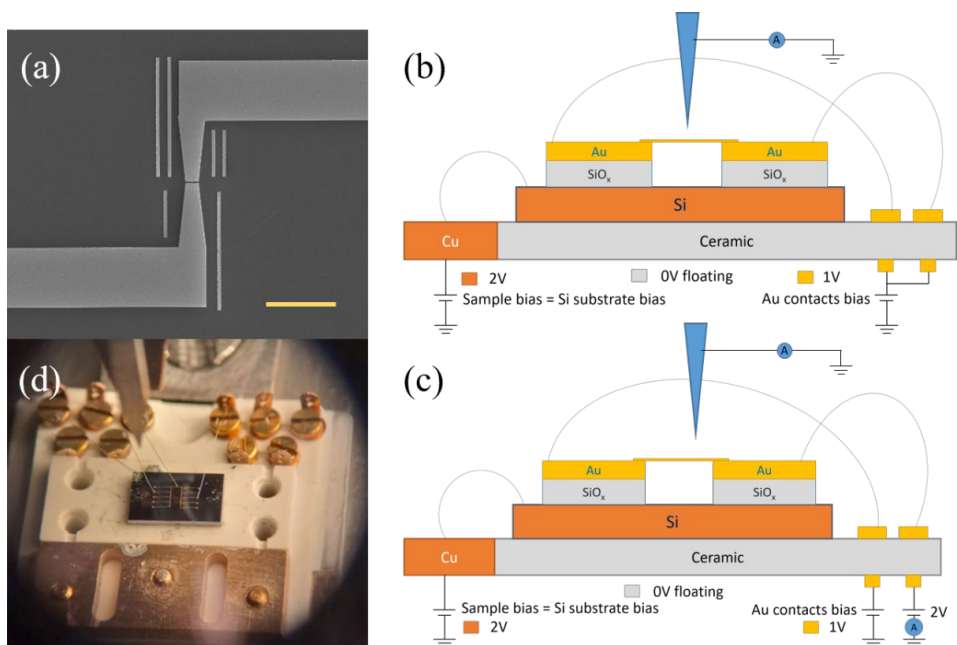 (a)
(b)
A
Au
Au
SiOₓ
SiOₓ
Si
Cu
Ceramic
2V
0V floating
1V
Sample bias = Si substrate bias
Au contacts bias
(d)
(c)
A
Au
Au
SiOₓ
SiOₓ
Si
Cu
Ceramic
0V floating
Sample bias = Si substrate bias
Au contacts bias
2V
2V
1V
A